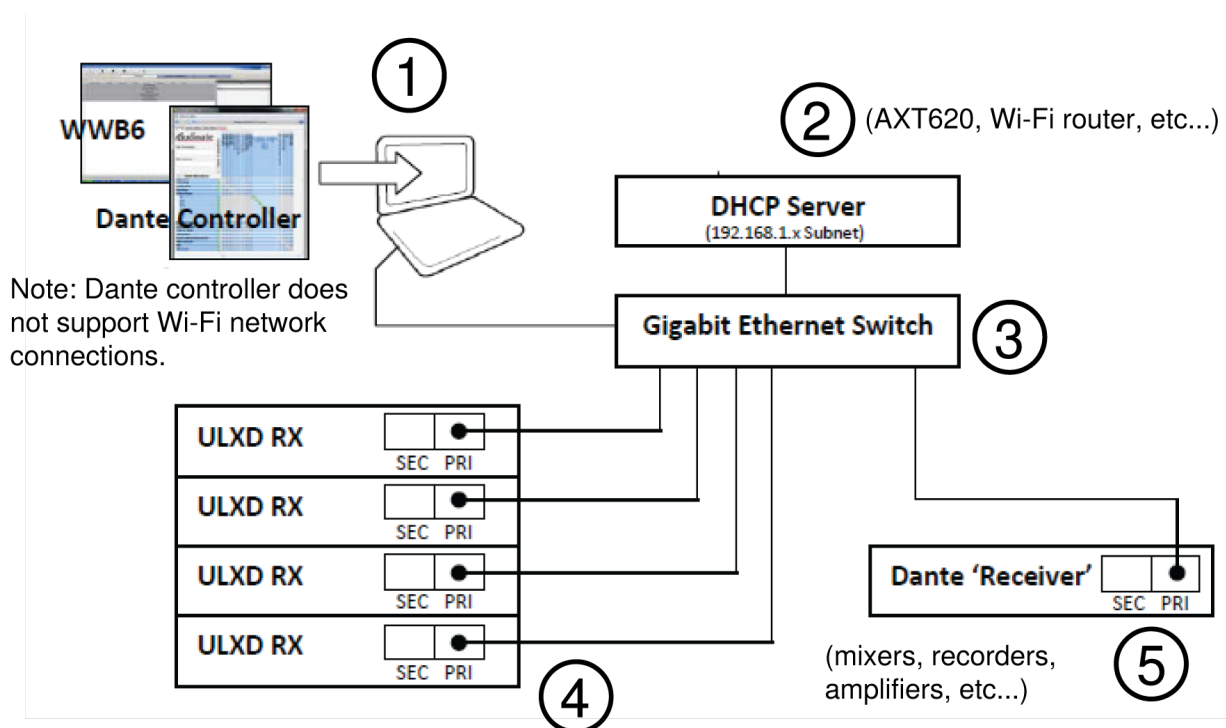 1
WWB6
Audinate
Dante Controller
Note: Dante controller does
not support Wi-Fi network
connections.
2
(AXT620, Wi-Fi router, etc...)
DHCP Server
(192.168.1.x Subnet)
Gigabit Ethernet Switch
3
ULXD RX
SEC PRI
ULXD RX
SEC PRI
ULXD RX
SEC PRI
ULXD RX
SEC PRI
4
Dante ‘Receiver’
SEC PRI
(mixers, recorders,
amplifiers, etc...)
5